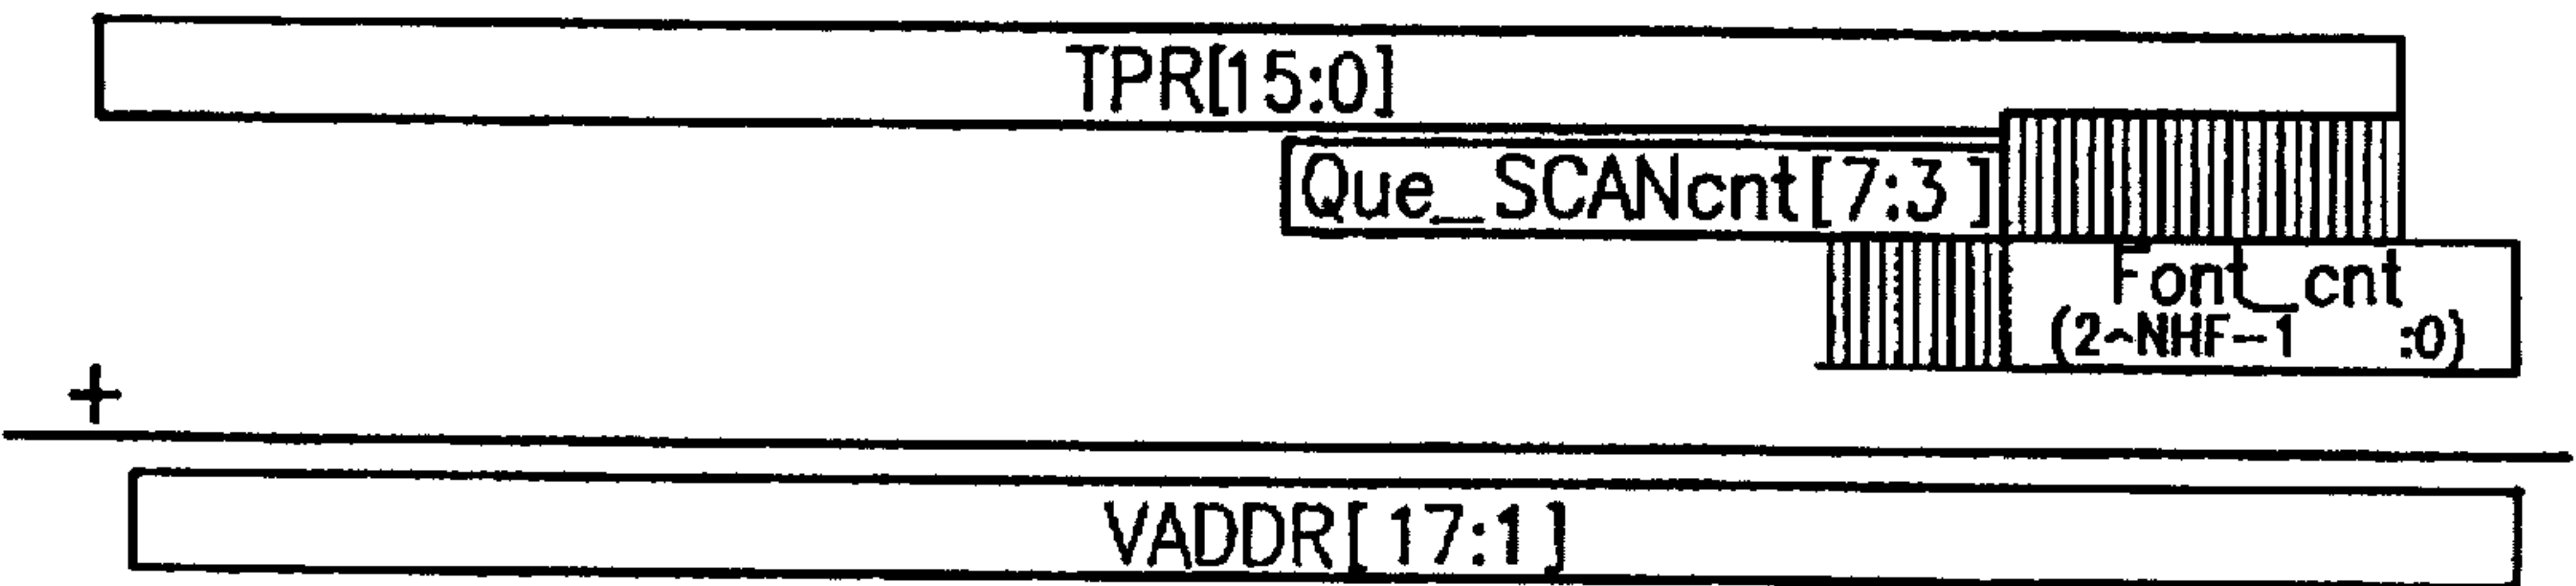 TPR[15:0]
Que_SCANcnt[7:3 ]
Font_cnt
(2~NHF-1 :0)
+
VADDR[ 17:1 ]